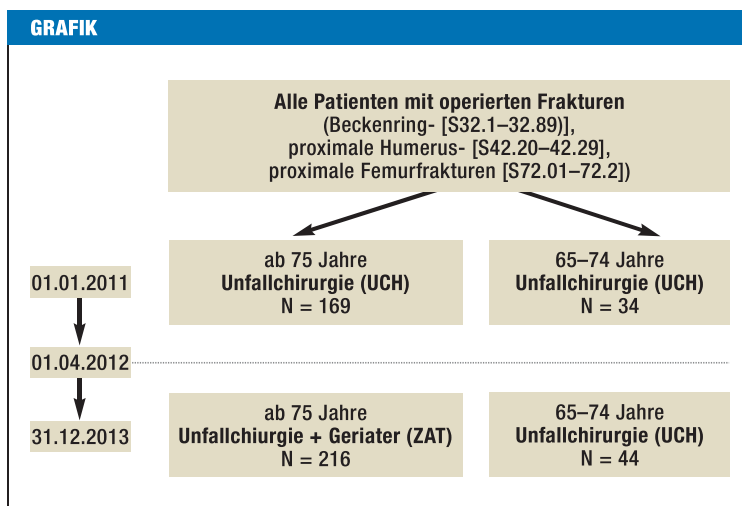 GRAFIK
Alle Patienten mit operierten Frakturen
(Beckenring- [S32.1–32.89)],
proximale Humerus- [S42.20–42.29],
proximale Femurfrakturen [S72.01–72.2])
01.01.2011
ab 75 Jahre
Unfallchirurgie (UCH)
N = 169
65–74 Jahre
Unfallchirurgie (UCH)
N = 34
01.04.2012
31.12.2013
ab 75 Jahre
Unfallchiurgie + Geriater (ZAT)
N = 216
65–74 Jahre
Unfallchirurgie (UCH)
N = 44